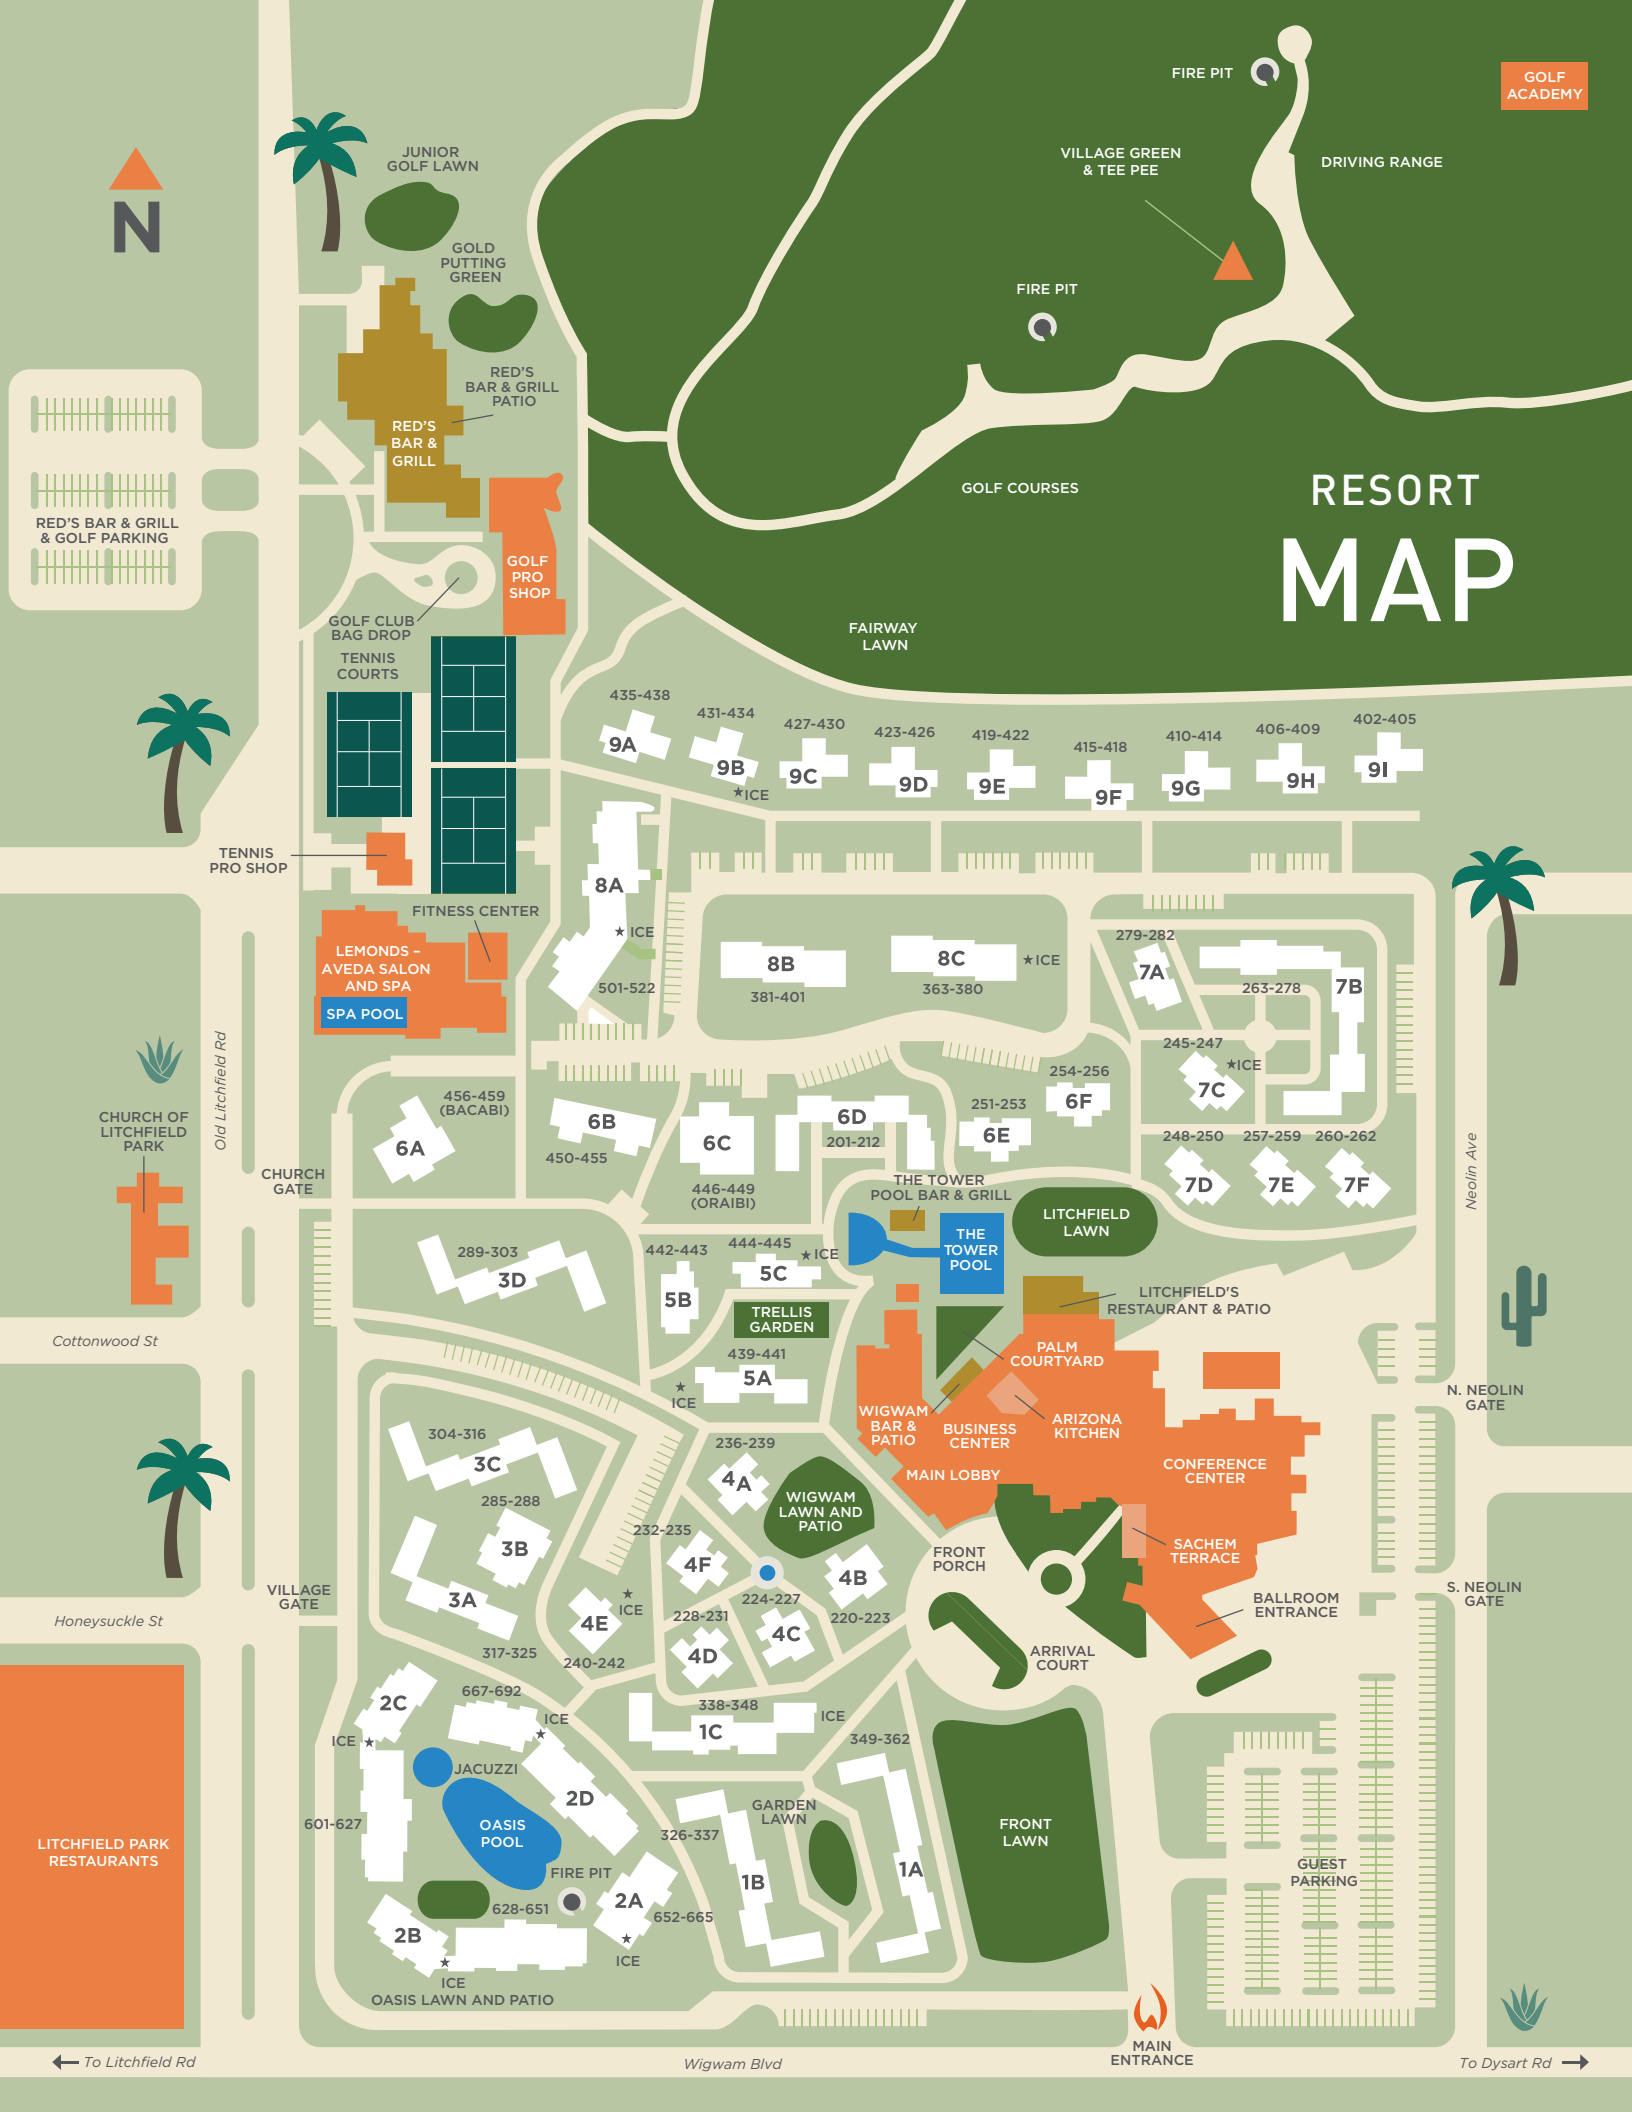 FIRE PIT
GOLF
ACADEMY
JUNIOR
GOLF LAWN
VILLAGE GREEN
& TEE PEE
DRIVING RANGE
N
GOLD
PUTTING
GREEN
FIRE PIT
RED'S
BAR & GRILL
PATIO
RED'S
BAR &
GRILL
GOLF COURSES
RESORT
MAP
RED'S BAR & GRILL
& GOLF PARKING
GOLF
PRO
SHOP
GOLF CLUB
BAG DROP
FAIRWAY
LAWN
TENNIS
COURTS
435-438
9A
431-434
9B
★ICE
427-430
9C
423-426
9D
419-422
9E
415-418
9F
410-414
9G
406-409
9H
402-405
9I
TENNIS
PRO SHOP
8A
★ ICE
501-522
FITNESS CENTER
LEMONDS –
AVEDA SALON
AND SPA
SPA POOL
8B
381-401
8C
★ICE
363-380
279-282
7A
263-278
7B
245-247
★ICE
7C
Old Litchfield Rd
CHURCH OF
LITCHFIELD
PARK
456-459
(BACABI)
6A
6B
450-455
6C
446-449
(ORAIBI)
6D
201-212
251-253
6E
254-256
6F
248-250
7D
257-259
7E
260-262
7F
Neolin Ave
CHURCH
GATE
THE TOWER
POOL BAR & GRILL
THE
TOWER
POOL
LITCHFIELD
LAWN
289-303
3D
442-443
5B
444-445
★ICE
5C
TRELLIS
GARDEN
439-441
5A
★
ICE
LITCHFIELD'S
RESTAURANT & PATIO
PALM
COURTYARD
Cottonwood St
WIGWAM
BAR &
PATIO
BUSINESS
CENTER
ARIZONA
KITCHEN
MAIN LOBBY
CONFERENCE
CENTER
N. NEOLIN
GATE
304-316
3C
285-288
3B
3A
317-325
236-239
4A
WIGWAM
LAWN AND
PATIO
232-235
4F
4B
220-223
224-227
4C
228-231
4D
★
ICE
4E
240-242
FRONT
PORCH
SACHEM
TERRACE
BALLROOM
ENTRANCE
S. NEOLIN
GATE
VILLAGE
GATE
Honeysuckle St
ARRIVAL
COURT
2C
667-692
ICE
★
ICE ★
JACUZZI
2D
338-348
1C
ICE
349-362
1A
GARDEN
LAWN
326-337
1B
601-627
OASIS
POOL
FIRE PIT
2A
652-665
★
ICE
628-651
2B
★
ICE
OASIS LAWN AND PATIO
FRONT
LAWN
GUEST
PARKING
LITCHFIELD PARK
RESTAURANTS
MAIN
ENTRANCE
To Litchfield Rd
Wigwam Blvd
To Dysart Rd